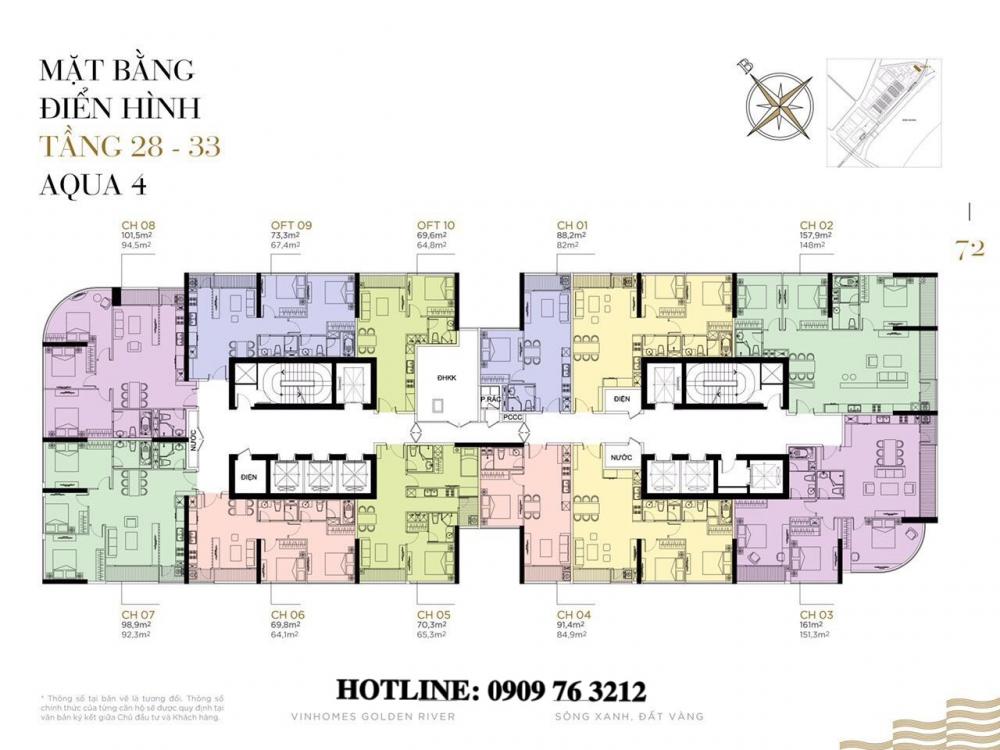 MẶT BẰNG
ĐIỂN HÌNH
TẦNG 28 - 33
AQUA 4
B
72
CH 08
101,5m²
94,5m²
OFT 09
73,3m²
67,4m²
OFT 10
69,6m²
64,8m²
CH 01
88,2m²
82m²
CH 02
157,9m²
148m²
ĐHKK
P.RÁC
PCCC
ĐIỆN
NƯỚC
ĐIỆN
NƯỚC
CH 07
98,9m²
92,3m²
CH 06
69,8m²
64,1m²
CH 05
70,3m²
65,3m²
CH 04
91,4m²
84,9m²
CH 03
161m²
151,3m²
* Thông số tại bản vẽ là tương đối. Thông số
chính thức của từng căn hộ sẽ được quy định tại
văn bản ký kết giữa Chủ đầu tư và Khách hàng.
HOTLINE: 0909 76 3212
VINHOMES GOLDEN RIVER
SÔNG XANH, ĐẤT VÀNG